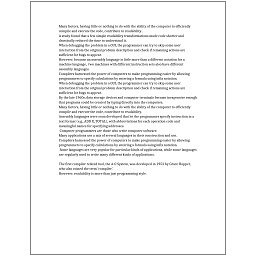 Many factors, having little or nothing to do with the ability of the computer to efficiently
compile and execute the code, contribute to readability.
A study found that a few simple readability transformations made code shorter and
drastically reduced the time to understand it.
When debugging the problem in a GUI, the programmer can try to skip some user
interaction from the original problem description and check if remaining actions are
sufficient for bugs to appear.
However, because an assembly language is little more than a different notation for a
machine language, two machines with different instruction sets also have different
assembly languages.
Compilers harnessed the power of computers to make programming easier by allowing
programmers to specify calculations by entering a formula using infix notation.
When debugging the problem in a GUI, the programmer can try to skip some user
interaction from the original problem description and check if remaining actions are
sufficient for bugs to appear.
By the late 1960s, data storage devices and computer terminals became inexpensive enough
that programs could be created by typing directly into the computers.
Many factors, having little or nothing to do with the ability of the computer to efficiently
compile and execute the code, contribute to readability.
Assembly languages were soon developed that let the programmer specify instruction in a
text format (e.g., ADD X, TOTAL), with abbreviations for each operation code and
meaningful names for specifying addresses.
Computer programmers are those who write computer software.
Many applications use a mix of several languages in their construction and use.
Compilers harnessed the power of computers to make programming easier by allowing
programmers to specify calculations by entering a formula using infix notation.
Some languages are very popular for particular kinds of applications, while some languages
are regularly used to write many different kinds of applications.
The first compiler related tool, the A-0 System, was developed in 1952 by Grace Hopper,
who also coined the term 'compiler'.
However, readability is more than just programming style.